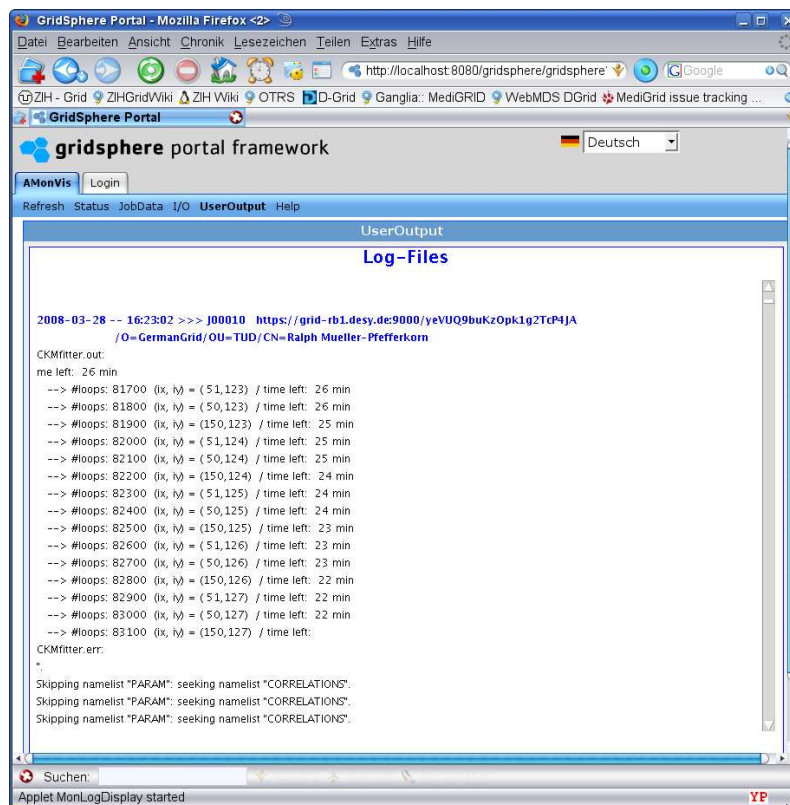 GridSphere Portal - Mozilla Firefox <2>
Datei Bearbeiten Ansicht Chronik Lesezeichen Teilen Extras Hilfe
http://localhost:8080/gridsphere/gridsphere'
Google
ZIH - Grid ZIHGridWiki ZIH Wiki OTRS D-Grid Ganglia:: MediGRID WebMDS DGrid MediGrid issue tracking ...
GridSphere Portal
gridsphere portal framework
Deutsch
AMonVis Login
Refresh Status JobData I/O UserOutput Help
UserOutput
Log-Files
2008-03-28 -- 16:23:02 >>> J00010 https://grid-rb1.desy.de:9000/yeVUQ9buKzOpk1g2TcP4JA
/O=GermanGrid/OU=TUD/CN=Ralph Mueller-Pfefferkorn
CKMfitter.out:
me left: 26 min
--> #loops: 81700 (ix, iy) = ( 51,123) / time left: 26 min
--> #loops: 81800 (ix, iy) = ( 50,123) / time left: 26 min
--> #loops: 81900 (ix, iy) = (150,123) / time left: 25 min
--> #loops: 82000 (ix, iy) = ( 51,124) / time left: 25 min
--> #loops: 82100 (ix, iy) = ( 50,124) / time left: 25 min
--> #loops: 82200 (ix, iy) = (150,124) / time left: 24 min
--> #loops: 82300 (ix, iy) = ( 51,125) / time left: 24 min
--> #loops: 82400 (ix, iy) = ( 50,125) / time left: 24 min
--> #loops: 82500 (ix, iy) = (150,125) / time left: 23 min
--> #loops: 82600 (ix, iy) = ( 51,126) / time left: 23 min
--> #loops: 82700 (ix, iy) = ( 50,126) / time left: 23 min
--> #loops: 82800 (ix, iy) = (150,126) / time left: 22 min
--> #loops: 82900 (ix, iy) = ( 51,127) / time left: 22 min
--> #loops: 83000 (ix, iy) = ( 50,127) / time left: 22 min
--> #loops: 83100 (ix, iy) = (150,127) / time left:
CKMfitter.err:
".
Skipping namelist "PARAM": seeking namelist "CORRELATIONS".
Skipping namelist "PARAM": seeking namelist "CORRELATIONS".
Skipping namelist "PARAM": seeking namelist "CORRELATIONS".
Suchen:
Applet MonLogDisplay started
YP